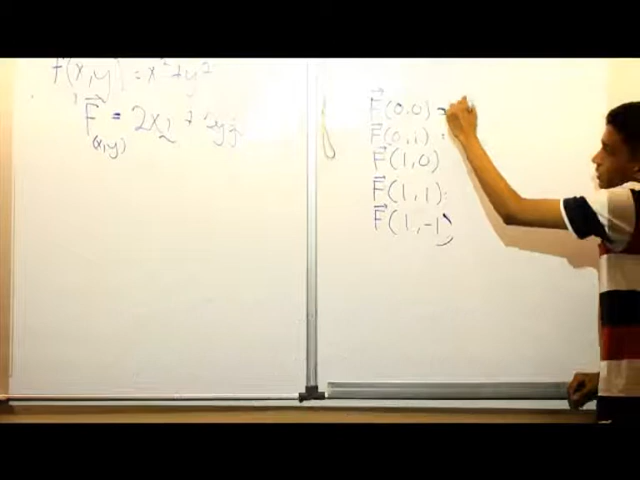 f(x,y) = x² + y²
F⃗ = 2xi + 2yj
(x,y)
F⃗(0,0) =
F⃗(0,1) =
F⃗(1,0)
F⃗(1,1) :
F⃗(1,-1)